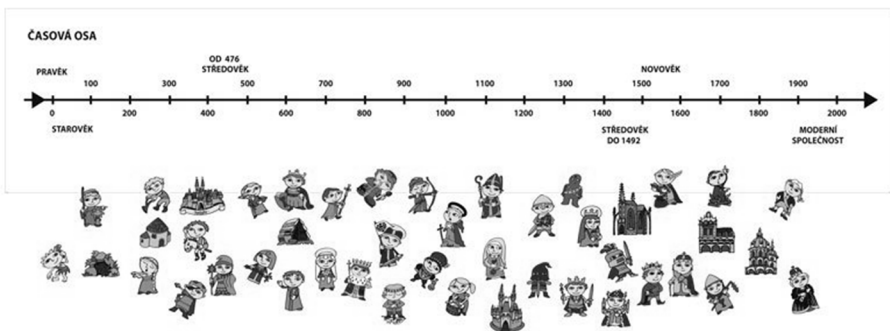 ČASOVÁ OSA
OD 476
STŘEDOVĚK
PRAVĚK
NOVOVĚK
100 300 500 700 900 1100 1300 1500 1700 1900
0 200 400 600 800 1000 1200 1400 1600 1800 2000
STAROVĚK
STŘEDOVĚK
DO 1492
MODERNÍ
SPOLEČNOST